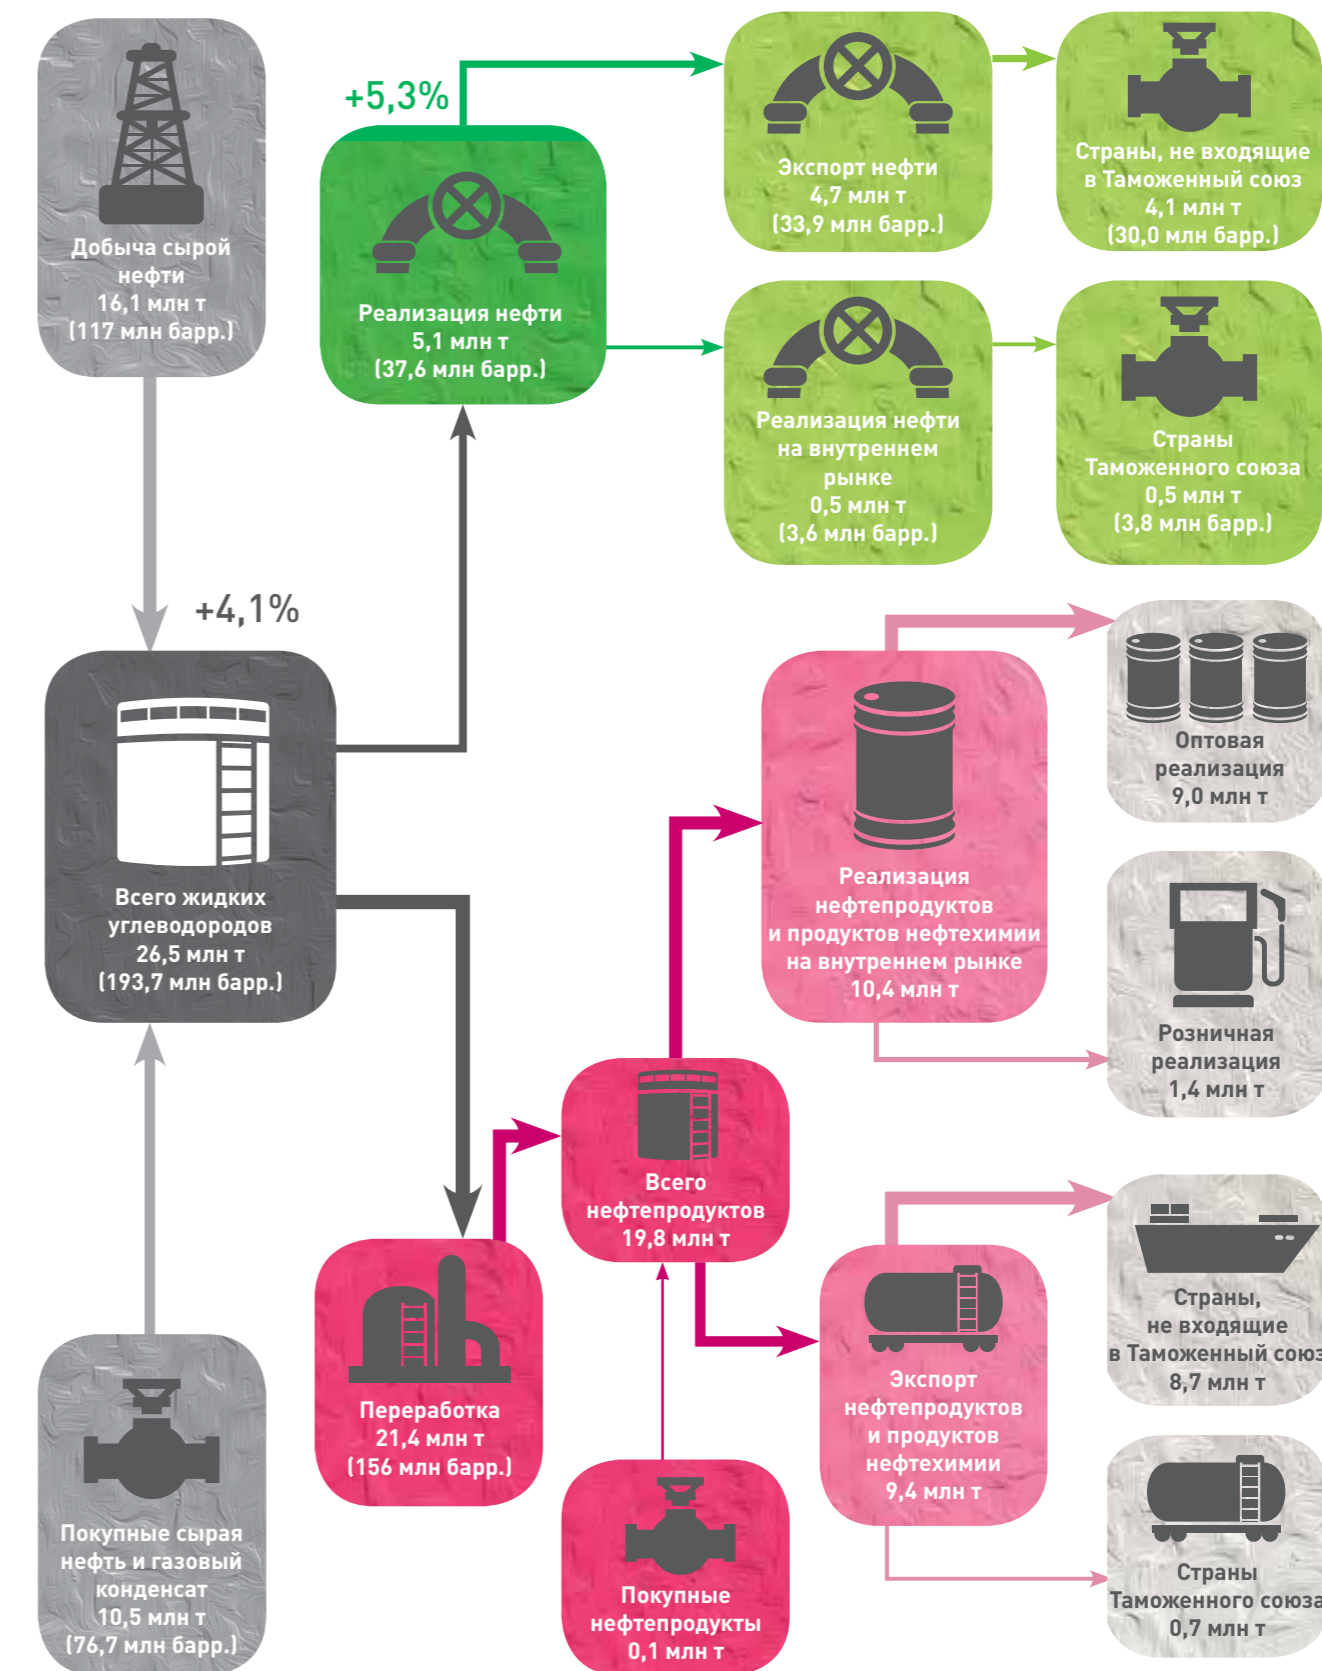 Добыча сырой
нефти
16,1 млн т
(117 млн барр.)
+5,3%
Реализация нефти
5,1 млн т
(37,6 млн барр.)
Экспорт нефти
4,7 млн т
(33,9 млн барр.)
Страны, не входящие
в Таможенный союз
4,1 млн т
(30,0 млн барр.)
Реализация нефти
на внутреннем
рынке
0,5 млн т
(3,6 млн барр.)
Страны
Таможенного союза
0,5 млн т
(3,8 млн барр.)
+4,1%
Всего жидких
углеводородов
26,5 млн т
(193,7 млн барр.)
Реализация
нефтепродуктов
и продуктов нефтехимии
на внутреннем рынке
10,4 млн т
Оптовая
реализация
9,0 млн т
Розничная
реализация
1,4 млн т
Всего
нефтепродуктов
19,8 млн т
Переработка
21,4 млн т
(156 млн барр.)
Экспорт
нефтепродуктов
и продуктов
нефтехимии
9,4 млн т
Страны,
не входящие
в Таможенный союз
8,7 млн т
Покупные сырая
нефть и газовый
конденсат
10,5 млн т
(76,7 млн барр.)
Покупные
нефтепродукты
0,1 млн т
Страны
Таможенного союза
0,7 млн т